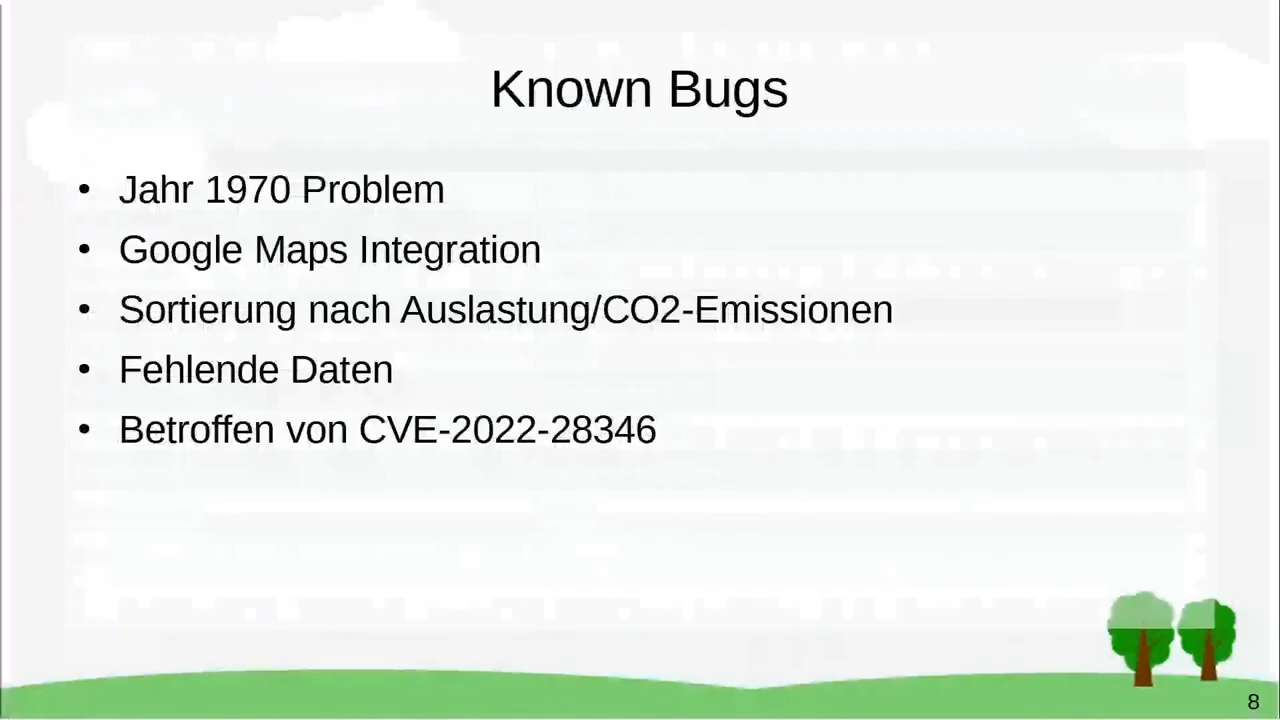 Known Bugs
• Jahr 1970 Problem
• Google Maps Integration
• Sortierung nach Auslastung/CO2-Emissionen
• Fehlende Daten
• Betroffen von CVE-2022-28346
8